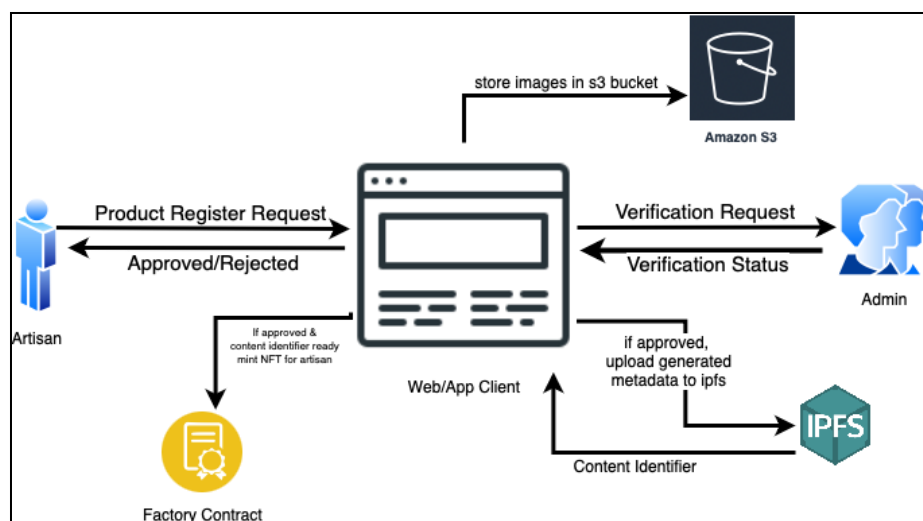 store images in s3 bucket
Amazon S3
Product Register Request
Approved/Rejected
Verification Request
Verification Status
Artisan
Admin
If approved &
content identifier ready
mint NFT for artisan
if approved,
upload generated
metadata to ipfs
Web/App Client
IPFS
Content Identifier
Factory Contract